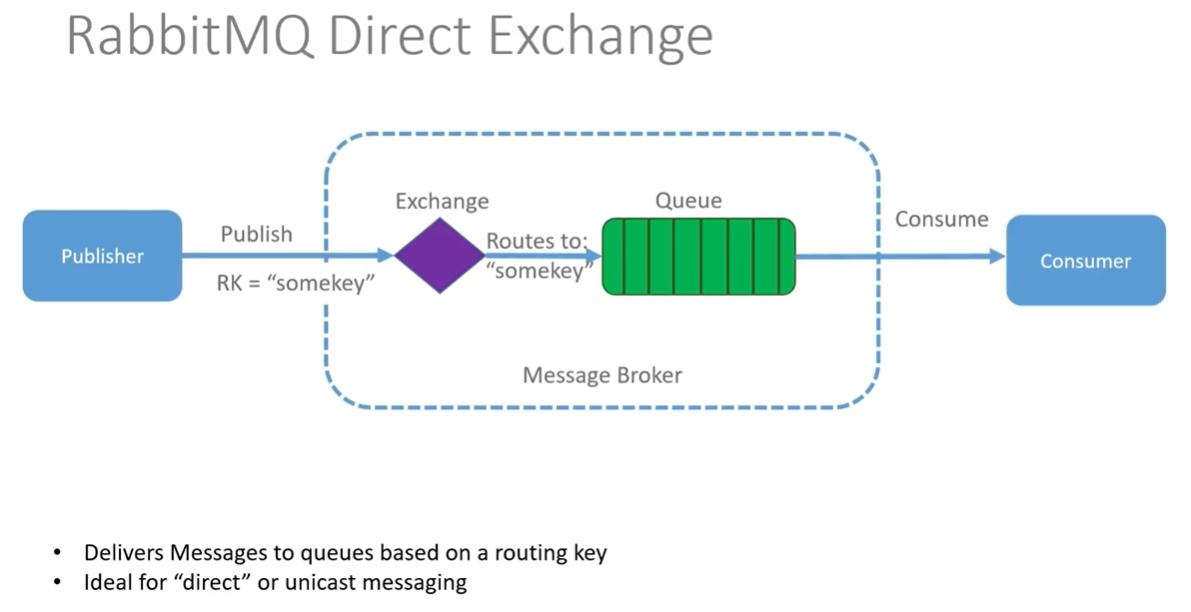 RabbitMQ Direct Exchange
Exchange
Queue
Publish
Consume
Publisher
Routes to:
"somekey"
Consumer
RK = “somekey”
Message Broker
• Delivers Messages to queues based on a routing key
• Ideal for “direct” or unicast messaging